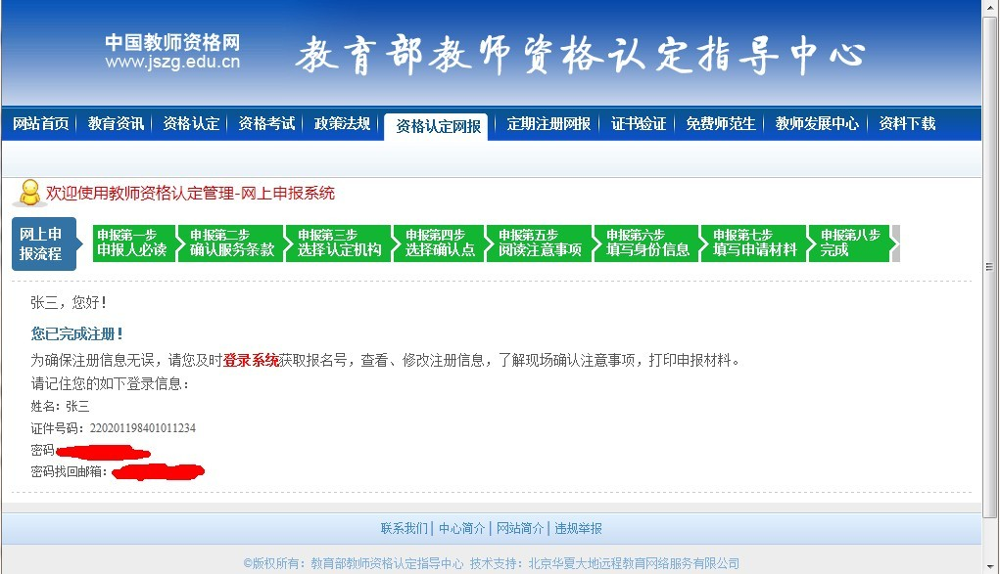 中国教师资格网
www.jszg.edu.cn
教育部教师资格认定指导中心
网站首页 教育资讯 资格认定 资格考试 政策法规 资格认定网报 定期注册网报 证书验证 免费师范生 教师发展中心 资料下载
欢迎使用教师资格认定管理-网上申报系统
网上申
报流程
申报第一步
申报人必读
申报第二步
确认服务条款
申报第三步
选择认定机构
申报第四步
选择确认点
申报第五步
阅读注意事项
申报第六步
填写身份信息
申报第七步
填写申请材料
申报第八步
完成
张三，您好！
您已完成注册！
为确保注册信息无误，请您及时登录系统获取报名号，查看、修改注册信息，了解现场确认注意事项，打印申报材料。
请记住您的如下登录信息：
姓名：张三
证件号码：220201198401011234
密码：
密码找回邮箱：
联系我们| 中心简介| 网站简介| 违规举报
©版权所有：教育部教师资格认定指导中心 技术支持：北京华夏大地远程教育网络服务有限公司